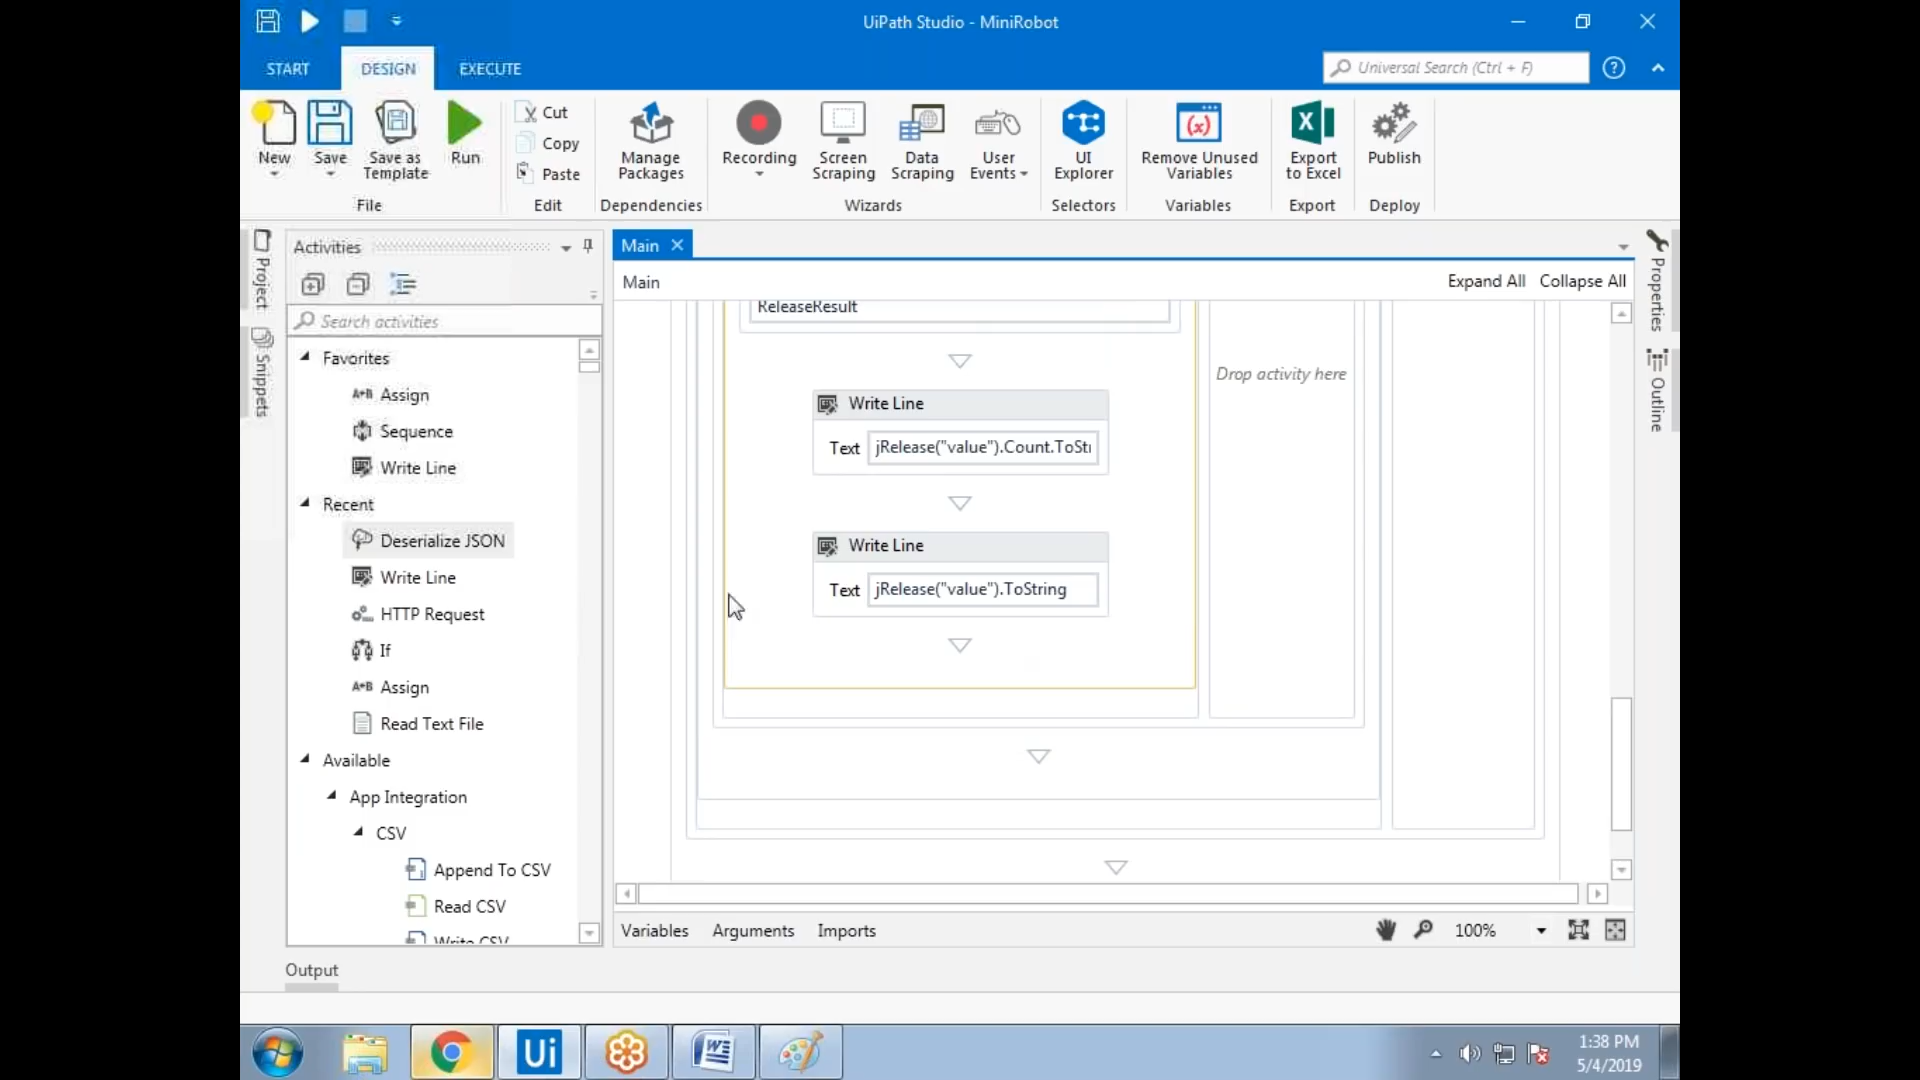 UiPath Studio - MiniRobot
START DESIGN EXECUTE
Universal Search (Ctrl + F)
New Save Save as Template Run
Cut
Copy
Paste
Manage Packages
Recording
Screen Scraping
Data Scraping
User Events
UI Explorer
Remove Unused Variables
Export to Excel
Publish
File Edit Dependencies Wizards Selectors Variables Export Deploy
Project
Snippets
Activities
Search activities
Favorites
A+B Assign
Sequence
Write Line
Recent
Deserialize JSON
Write Line
HTTP Request
If
A+B Assign
Read Text File
Available
App Integration
CSV
Append To CSV
Read CSV
Write CSV
Main
Main Expand All Collapse All
ReleaseResult
Write Line
Text jRelease("value").Count.ToStr
Write Line
Text jRelease("value").ToString
Drop activity here
Properties
Outline
Variables Arguments Imports 100%
Output
Ui
1:38 PM
5/4/2019